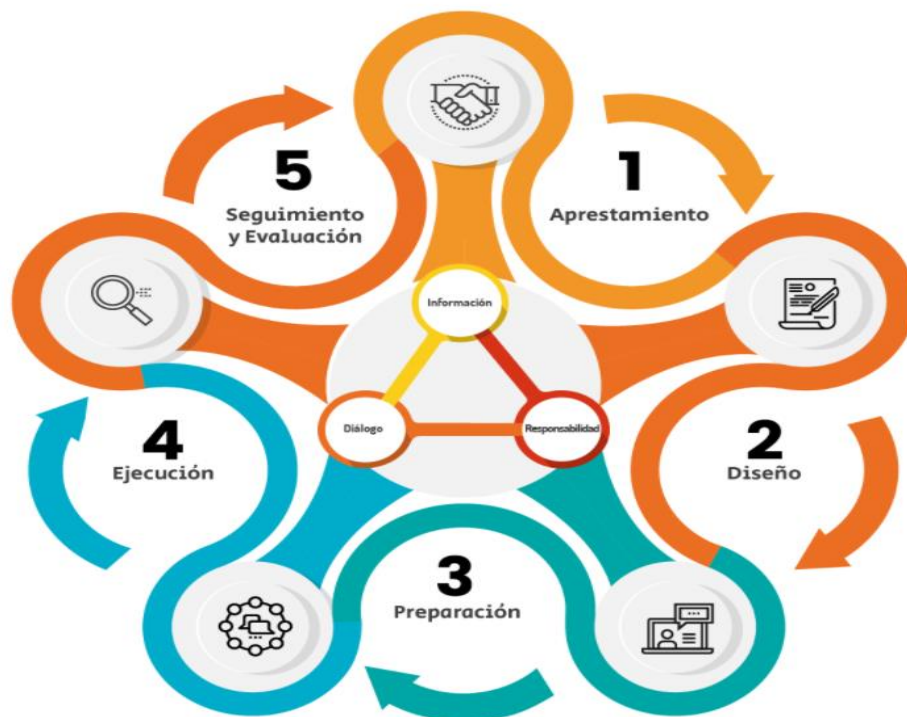 1
Aprestamiento
2
Diseño
3
Preparación
4
Ejecución
5
Seguimiento
y Evaluación
Información
Diálogo
Responsabilidad